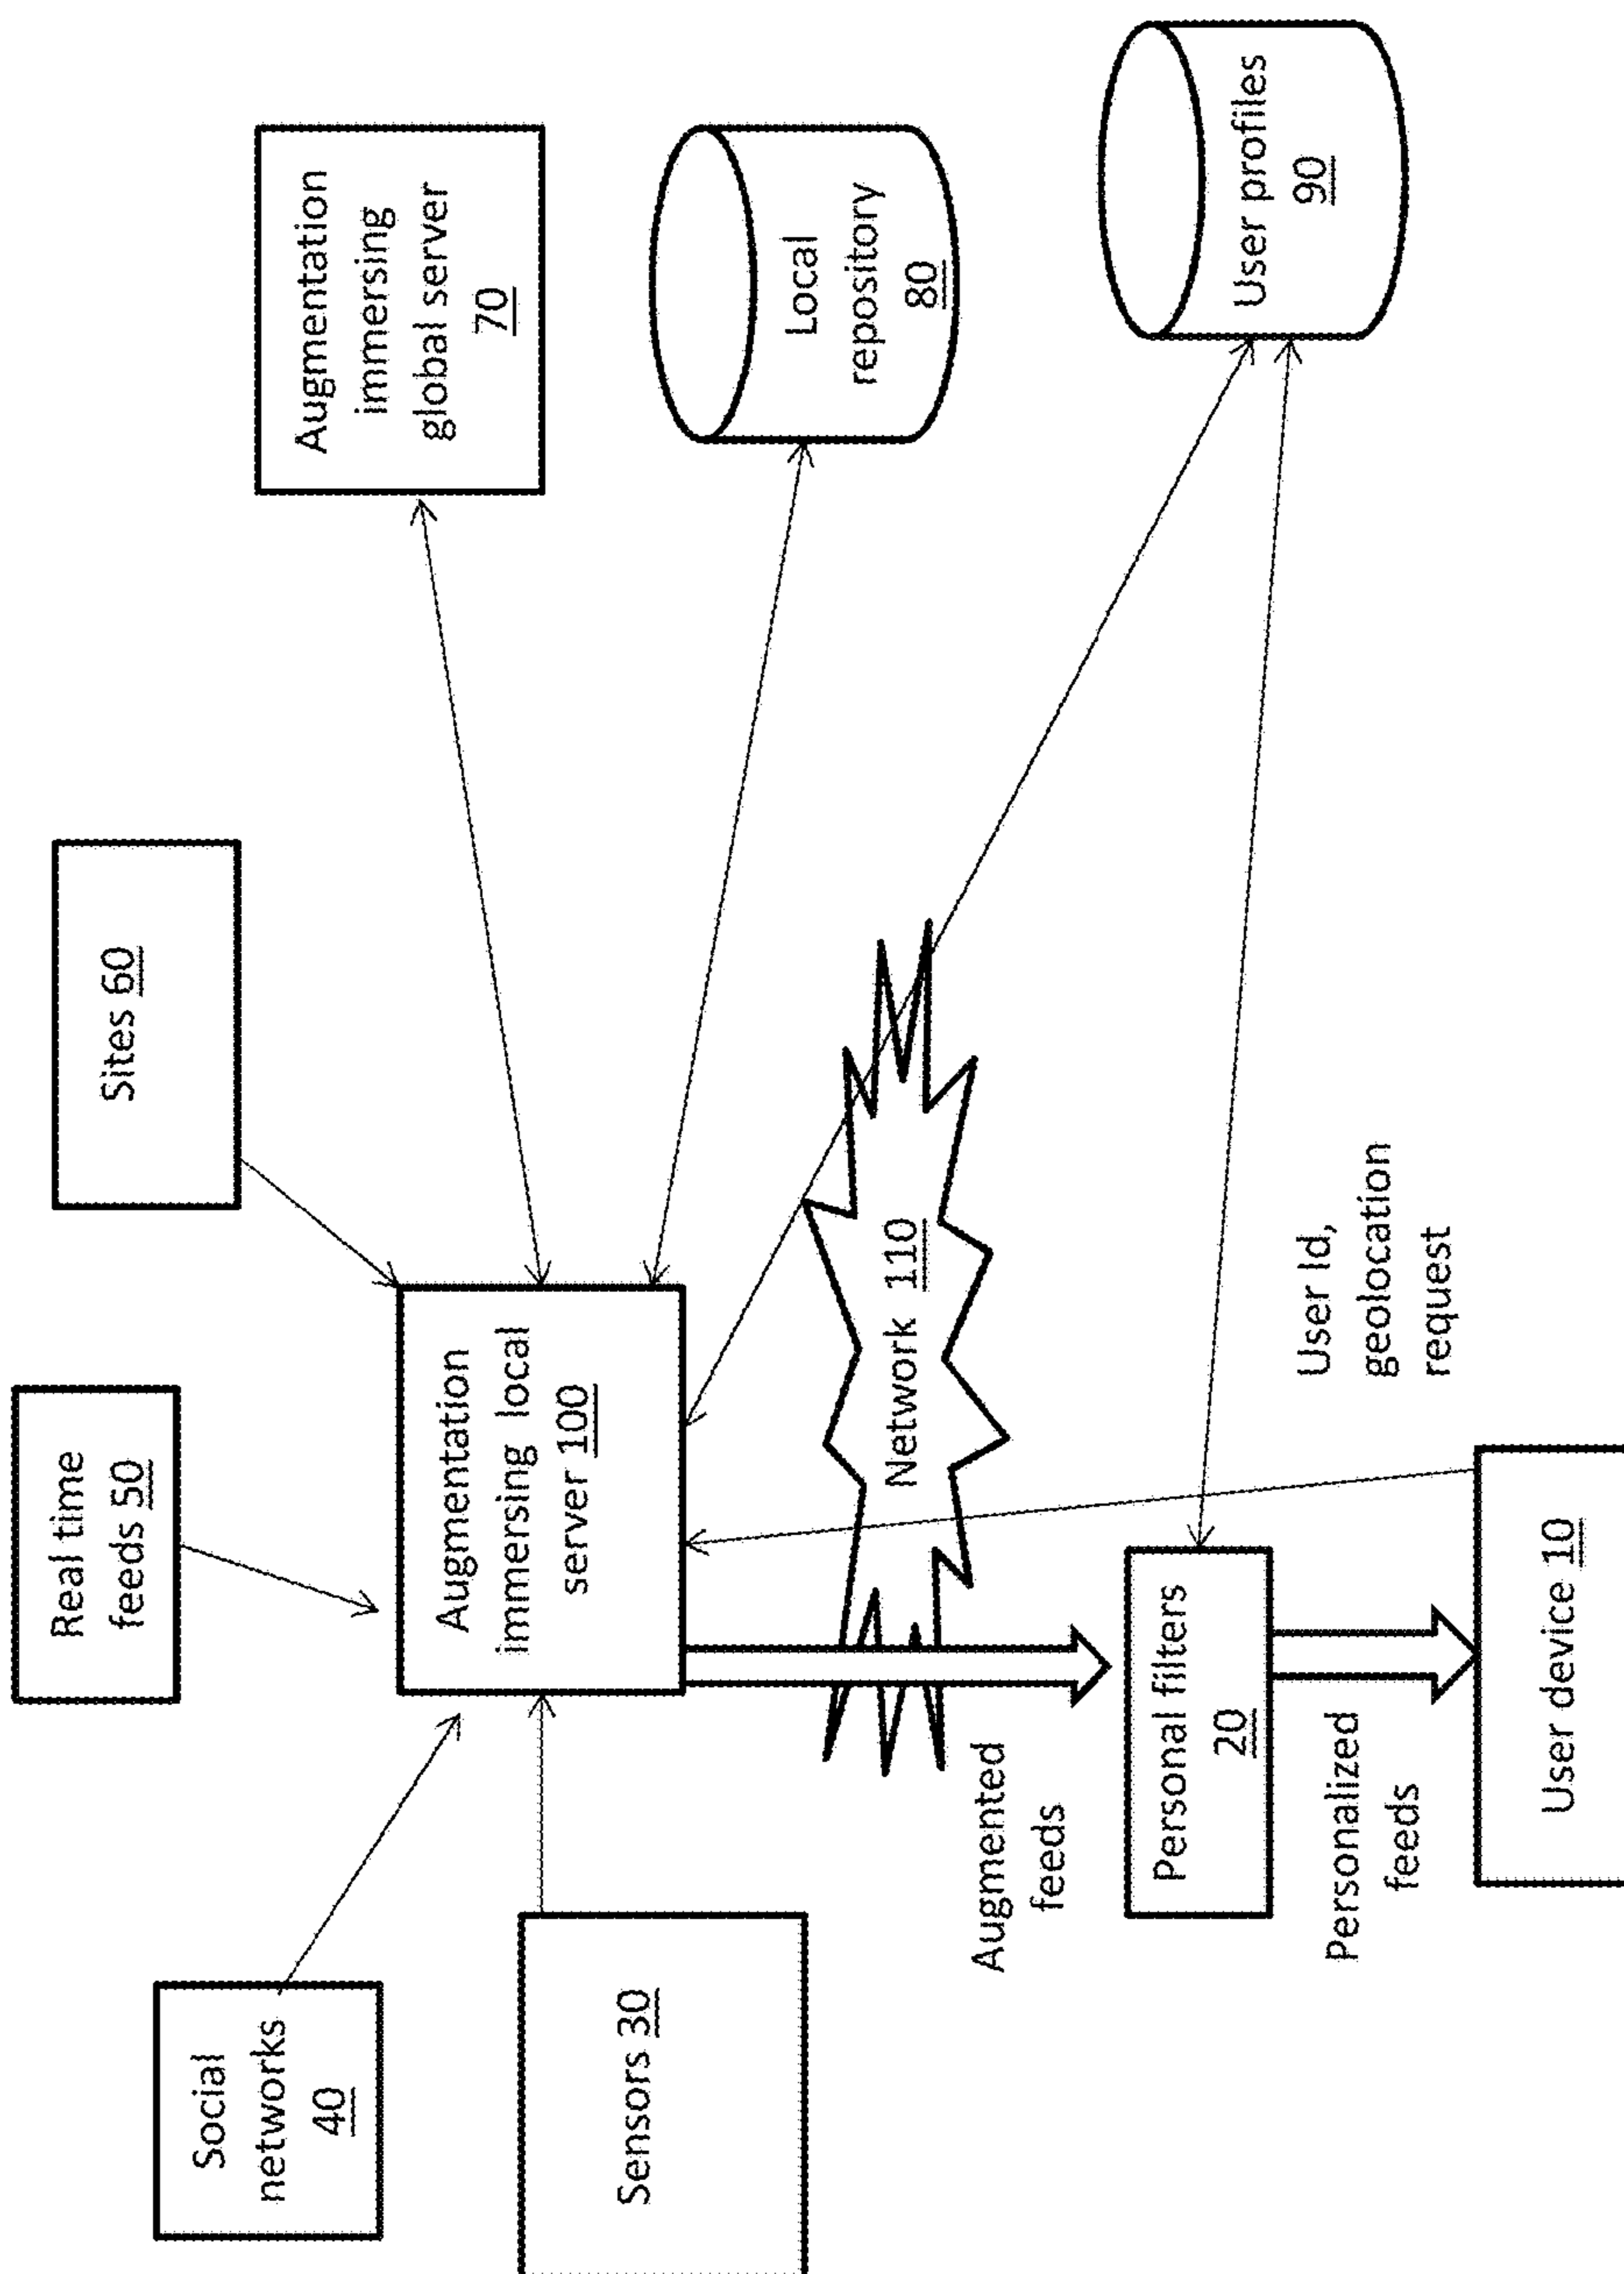 Social
networks
40
Real time
feeds 50
Sites 60
Augmentation
immersing
global server
70
Sensors 30
Augmentation
immersing local
server 100
Local
repository
80
Network 110
User profiles
90
Augmented
feeds
Personal filters
20
User Id,
geolocation
request
Personalized
feeds
User device 10